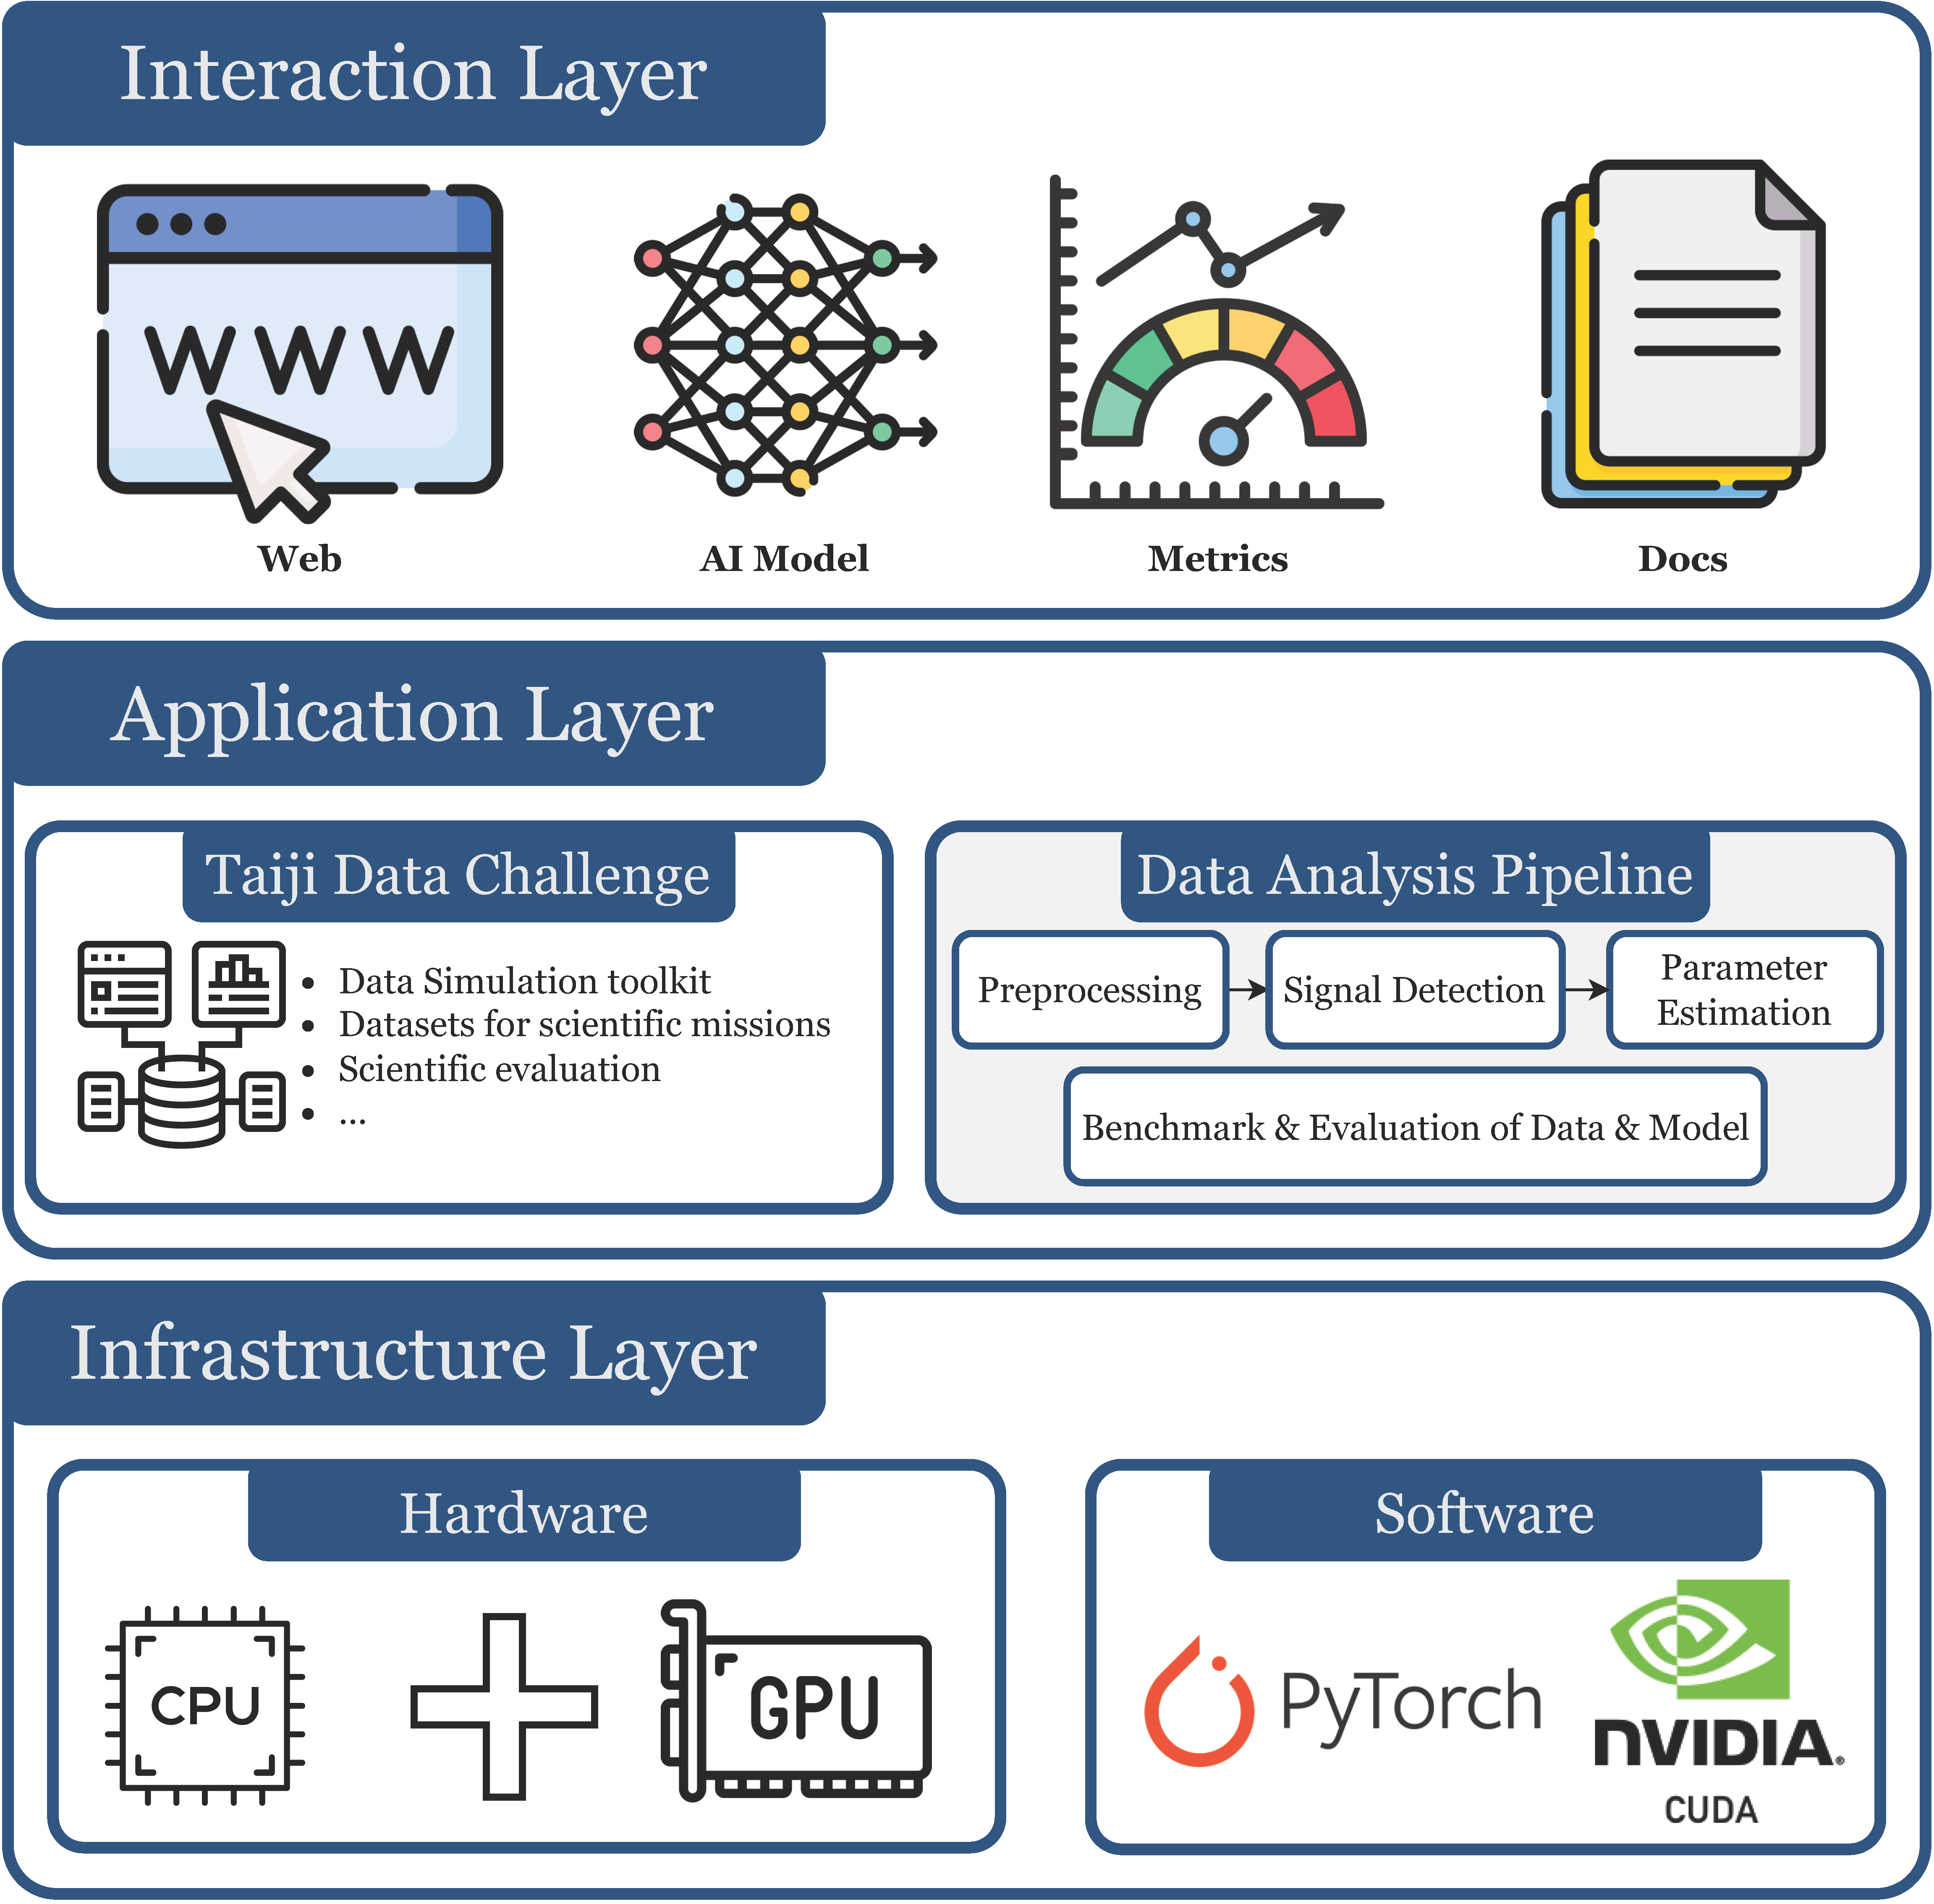 Interaction Layer
W W W
Web
AI Model
Metrics
Docs
Application Layer
Taiji Data Challenge
• Data Simulation toolkit
• Datasets for scientific missions
• Scientific evaluation
• ...
Data Analysis Pipeline
Preprocessing
Signal Detection
Parameter
Estimation
Benchmark & Evaluation of Data & Model
Infrastructure Layer
Hardware
CPU
GPU
Software
PyTorch
NVIDIA®
CUDA